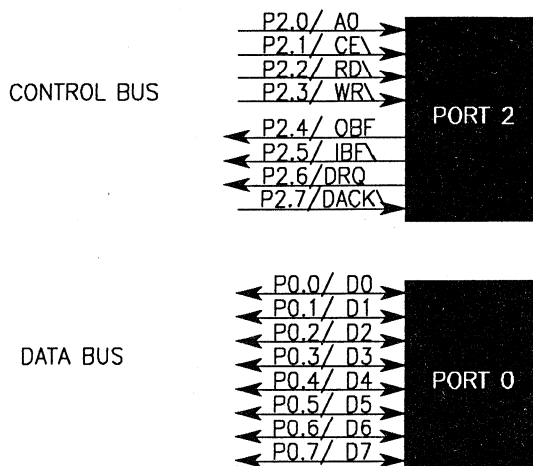 P2.0/ A0
P2.1/ CE\
P2.2/ RD\
P2.3/ WR\
CONTROL BUS
PORT 2
P2.4/ OBF
P2.5/ IBF\
P2.6/DRQ
P2.7/DACK\
P0.0/ D0
P0.1/ D1
P0.2/ D2
DATA BUS
P0.3/ D3
PORT 0
P0.4/ D4
P0.5/ D5
P0.6/ D6
P0.7/ D7